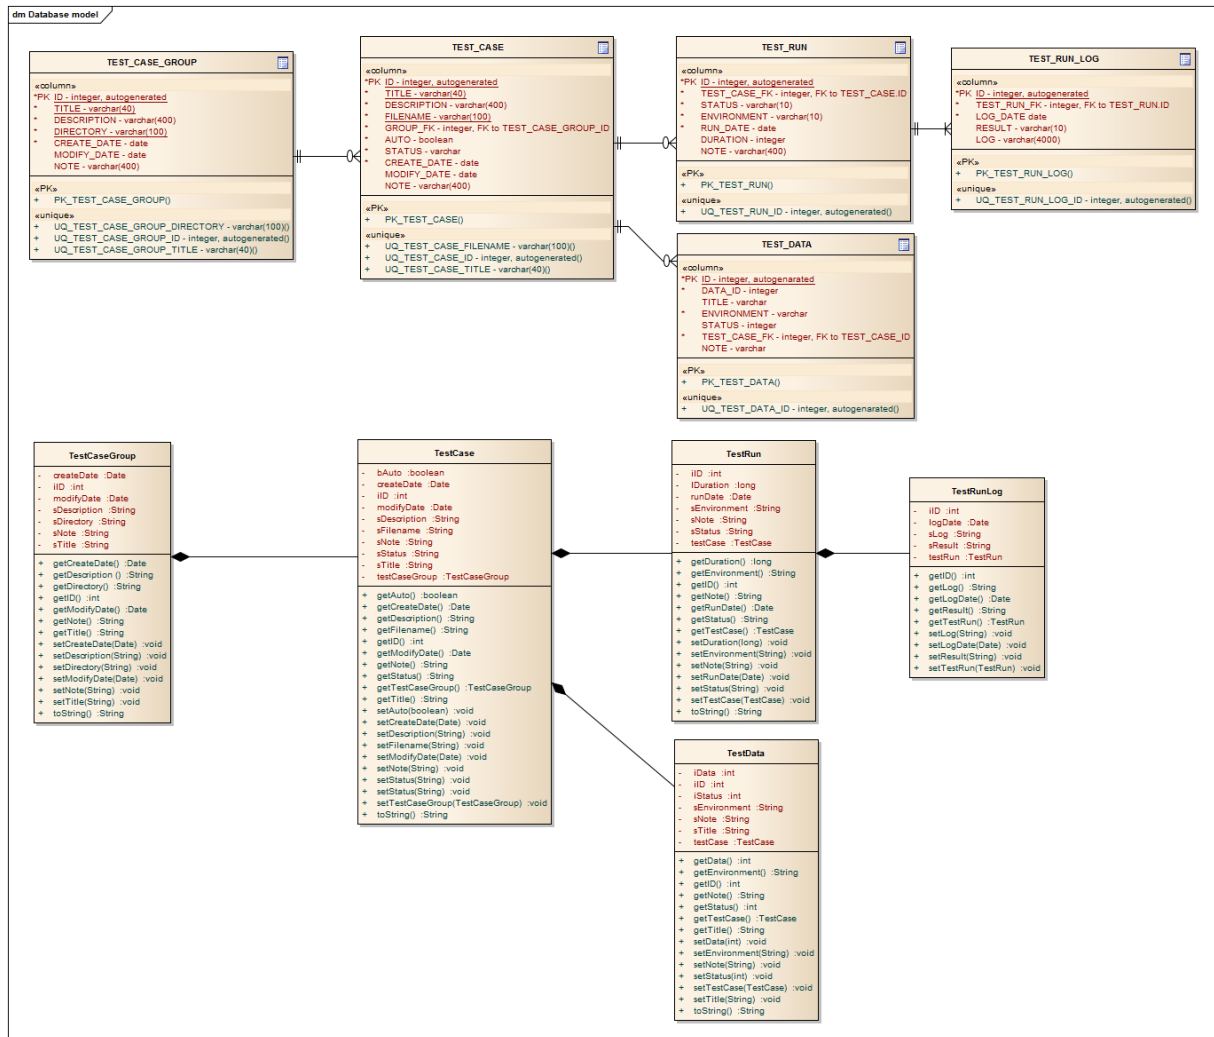 dm Database model
TEST_CASE_GROUP
«column»
*PK ID - integer, autogenerated
* TITLE - varchar(40)
* DESCRIPTION - varchar(400)
* DIRECTORY - varchar(100)
* CREATE_DATE - date
MODIFY_DATE - date
NOTE - varchar(400)
«PK»
+ PK_TEST_CASE_GROUP()
«unique»
+ UQ_TEST_CASE_GROUP_DIRECTORY - varchar(100)()
+ UQ_TEST_CASE_GROUP_ID - integer, autogenerated()
+ UQ_TEST_CASE_GROUP_TITLE - varchar(40)()
TEST_CASE
«column»
*PK ID - integer, autogenerated
* TITLE - varchar(40)
* DESCRIPTION - varchar(400)
* FILENAME - varchar(100)
* GROUP_FK - integer, FK to TEST_CASE_GROUP_ID
* AUTO - boolean
* STATUS - varchar
* CREATE_DATE - date
MODIFY_DATE - date
NOTE - varchar(400)
«PK»
+ PK_TEST_CASE()
«unique»
+ UQ_TEST_CASE_FILENAME - varchar(100)()
+ UQ_TEST_CASE_ID - integer, autogenerated()
+ UQ_TEST_CASE_TITLE - varchar(40)()
TEST_RUN
«column»
*PK ID - integer, autogenerated
* TEST_CASE_FK - integer, FK to TEST_CASE.ID
* STATUS - varchar(10)
* ENVIRONMENT - varchar(10)
* RUN_DATE - date
DURATION - integer
NOTE - varchar(400)
«PK»
+ PK_TEST_RUN()
«unique»
+ UQ_TEST_RUN_ID - integer, autogenerated()
TEST_RUN_LOG
«column»
*PK ID - integer, autogenerated
* TEST_RUN_FK - integer, FK to TEST_RUN.ID
* LOG_DATE date
RESULT - varchar(10)
LOG - varchar(4000)
«PK»
+ PK_TEST_RUN_LOG()
«unique»
+ UQ_TEST_RUN_LOG_ID - integer, autogenerated()
TEST_DATA
«column»
*PK ID - integer, autogenarated
* DATA_ID - integer
TITLE - varchar
* ENVIRONMENT - varchar
STATUS - integer
* TEST_CASE_FK - integer, FK to TEST_CASE_ID
NOTE - varchar
«PK»
+ PK_TEST_DATA()
«unique»
+ UQ_TEST_DATA_ID - integer, autogenarated()
TestCaseGroup
- createDate :Date
- iID :int
- modifyDate :Date
- sDescription :String
- sDirectory :String
- sNote :String
- sTitle :String
+ getCreateDate() :Date
+ getDescription () :String
+ getDirectory() :String
+ getID() :int
+ getModifyDate() :Date
+ getNote() :String
+ getTitle() :String
+ setCreateDate(Date) :void
+ setDescription(String) :void
+ setDirectory(String) :void
+ setModifyDate(Date) :void
+ setNote(String) :void
+ setTitle(String) :void
+ toString() :String
TestCase
- bAuto :boolean
- createDate :Date
- iID :int
- modifyDate :Date
- sDescription :String
- sFilename :String
- sNote :String
- sStatus :String
- sTitle :String
- testCaseGroup :TestCaseGroup
+ getAuto() :boolean
+ getCreateDate() :Date
+ getDescription() :String
+ getFilename() :String
+ getID() :int
+ getModifyDate() :Date
+ getNote() :String
+ getStatus() :String
+ getTestCaseGroup() :TestCaseGroup
+ getTitle() :String
+ setAuto(boolean) :void
+ setCreateDate(Date) :void
+ setDescription(String) :void
+ setFilename(String) :void
+ setModifyDate(Date) :void
+ setNote(String) :void
+ setStatus(String) :void
+ setStatus(String) :void
+ setTestCaseGroup(TestCaseGroup) :void
+ toString() :String
TestRun
- iID :int
- lDuration :long
- runDate :Date
- sEnvironment :String
- sNote :String
- sStatus :String
- testCase :TestCase
+ getDuration() :long
+ getEnvironment() :String
+ getID() :int
+ getNote() :String
+ getRunDate() :Date
+ getStatus() :String
+ getTestCase() :TestCase
+ setDuration(long) :void
+ setEnvironment(String) :void
+ setNote(String) :void
+ setRunDate(Date) :void
+ setStatus(String) :void
+ setTestCase(TestCase) :void
+ toString() :String
TestRunLog
- iID :int
- logDate :Date
- sLog :String
- sResult :String
- testRun :TestRun
+ getID() :int
+ getLog() :String
+ getLogDate() :Date
+ getResult() :String
+ getTestRun() :TestRun
+ setLog(String) :void
+ setLogDate(Date) :void
+ setResult(String) :void
+ setTestRun(TestRun) :void
TestData
- iData :int
- iID :int
- iStatus :int
- sEnvironment :String
- sNote :String
- sTitle :String
- testCase :TestCase
+ getData() :int
+ getEnvironment() :String
+ getID() :int
+ getNote() :String
+ getStatus() :int
+ getTestCase() :TestCase
+ getTitle() :String
+ setData(int) :void
+ setEnvironment(String) :void
+ setNote(String) :void
+ setStatus(int) :void
+ setTestCase(TestCase) :void
+ setTitle(String) :void
+ toString() :String